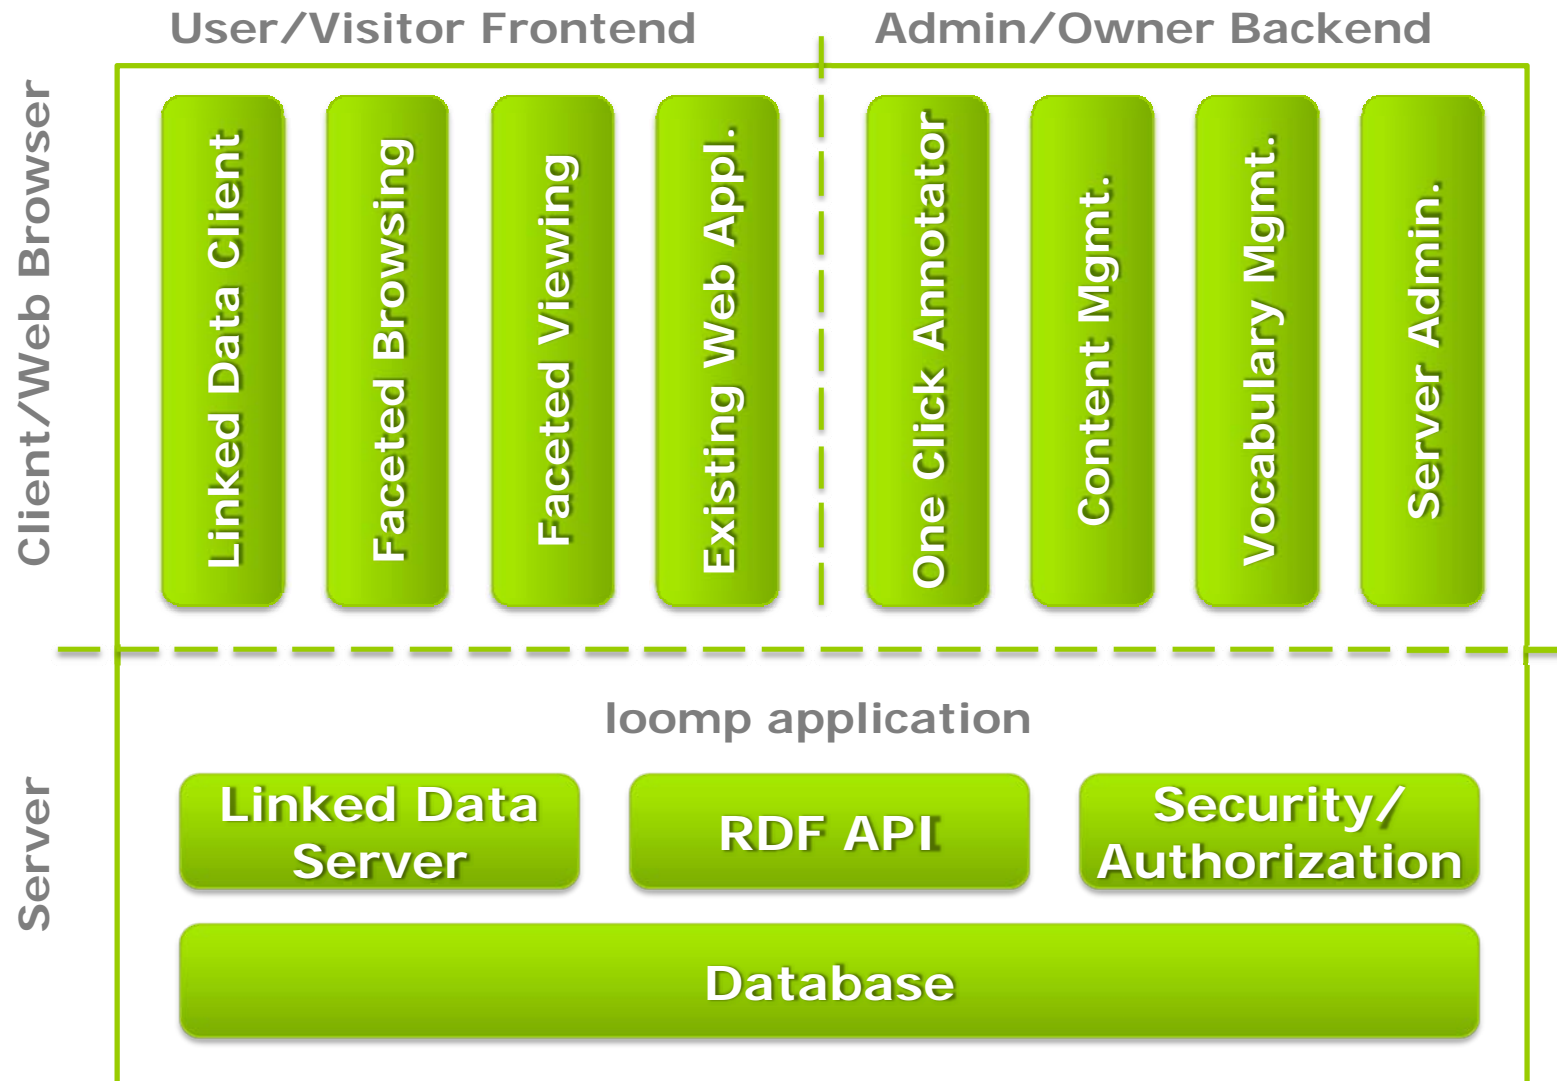 User/Visitor Frontend
Admin/Owner Backend
Client/Web Browser
Linked Data Client
Faceted Browsing
Faceted Viewing
Existing Web Appl.
One Click Annotator
Content Mgmt.
Vocabulary Mgmt.
Server Admin.
Server
loomp application
Linked Data
Server
RDF API
Security/
Authorization
Database